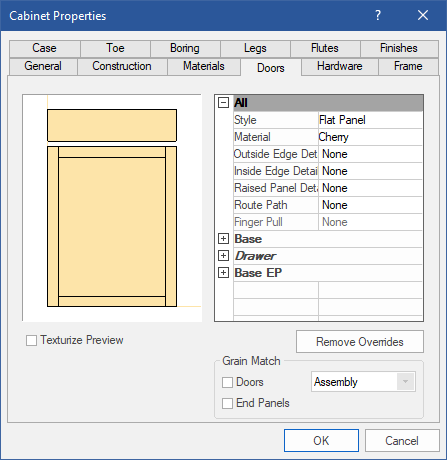 Cabinet Properties ? ×
Case Toe Boring Legs Flutes Finishes
General Construction Materials Doors Hardware Frame
All
Style Flat Panel
Material Cherry
Outside Edge Det None
Inside Edge Detai None
Raised Panel Deta None
Route Path None
Finger Pull None
Base
Drawer
Base EP
Texturize Preview
Remove Overrides
Grain Match
Doors Assembly
End Panels
OK Cancel